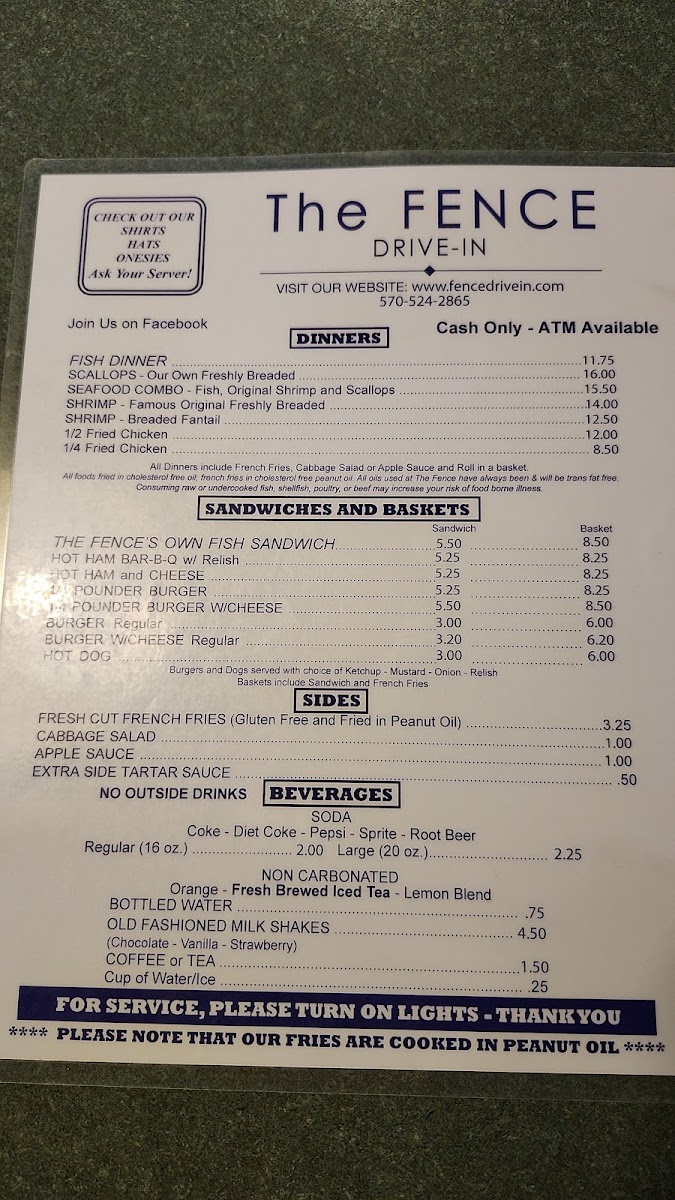 CHECK OUT OUR
SHIRTS
HATS
ONESIES
Ask Your Server!
The FENCE
DRIVE-IN
VISIT OUR WEBSITE: www.fencedrivein.com
570-524-2865
Join Us on Facebook
Cash Only - ATM Available
DINNERS
FISH DINNER 11.75
SCALLOPS - Our Own Freshly Breaded 16.00
SEAFOOD COMBO - Fish, Original Shrimp and Scallops 15.50
SHRIMP - Famous Original Freshly Breaded 14.00
SHRIMP - Breaded Fantail 12.50
1/2 Fried Chicken 12.00
1/4 Fried Chicken 8.50
All Dinners include French Fries, Cabbage Salad or Apple Sauce and Roll in a basket.
All foods fried in cholesterol free oil; french fries in cholesterol free peanut oil. All oils used at The Fence have always been & will be trans fat free.
Consuming raw or undercooked fish, shellfish, poultry, or beef may increase your risk of food borne illness.
SANDWICHES AND BASKETS
Sandwich Basket
THE FENCE'S OWN FISH SANDWICH 5.50 8.50
HOT HAM BAR-B-Q w/ Relish 5.25 8.25
HOT HAM and CHEESE 5.25 8.25
1/4 POUNDER BURGER 5.25 8.25
1/4 POUNDER BURGER W/CHEESE 5.50 8.50
BURGER Regular 3.00 6.00
BURGER W/CHEESE Regular 3.20 6.20
HOT DOG 3.00 6.00
Burgers and Dogs served with choice of Ketchup - Mustard - Onion - Relish
Baskets include Sandwich and French Fries
SIDES
FRESH CUT FRENCH FRIES (Gluten Free and Fried in Peanut Oil) 3.25
CABBAGE SALAD 1.00
APPLE SAUCE 1.00
EXTRA SIDE TARTAR SAUCE .50
NO OUTSIDE DRINKS BEVERAGES
SODA
Coke - Diet Coke - Pepsi - Sprite - Root Beer
Regular (16 oz.) 2.00 Large (20 oz.) 2.25
NON CARBONATED
Orange - Fresh Brewed Iced Tea - Lemon Blend
BOTTLED WATER .75
OLD FASHIONED MILK SHAKES 4.50
(Chocolate - Vanilla - Strawberry)
COFFEE or TEA 1.50
Cup of Water/Ice .25
FOR SERVICE, PLEASE TURN ON LIGHTS - THANK YOU
**** PLEASE NOTE THAT OUR FRIES ARE COOKED IN PEANUT OIL ****